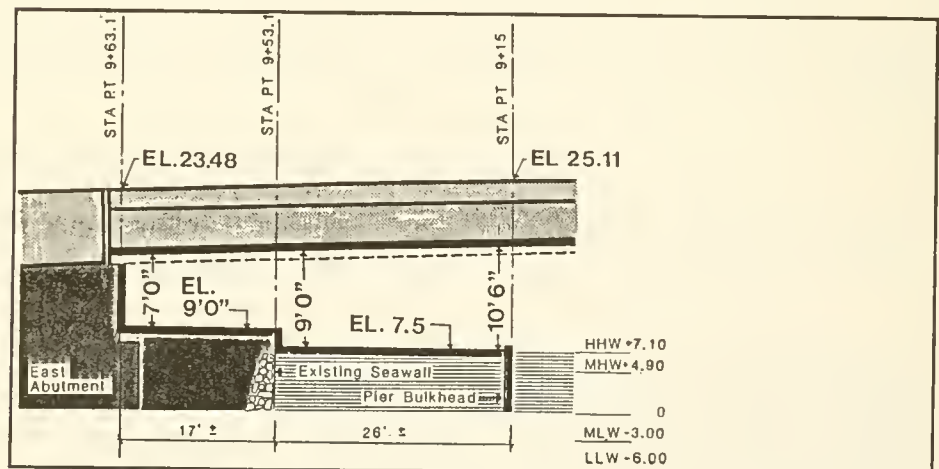 STA P.T 9+63.1
STA PT 9+53.1
STA PT 9+15
EL.23.48
EL 25.11
7'0"
EL.
9'0"
9'0"
EL. 7.5
10'6"
HHW+7.10
MHW+4.90
East
Abutment
Existing Seawall
Pier Bulkhead
0
17' ±
26'. ±
MLW-3.00
LLW-6.00